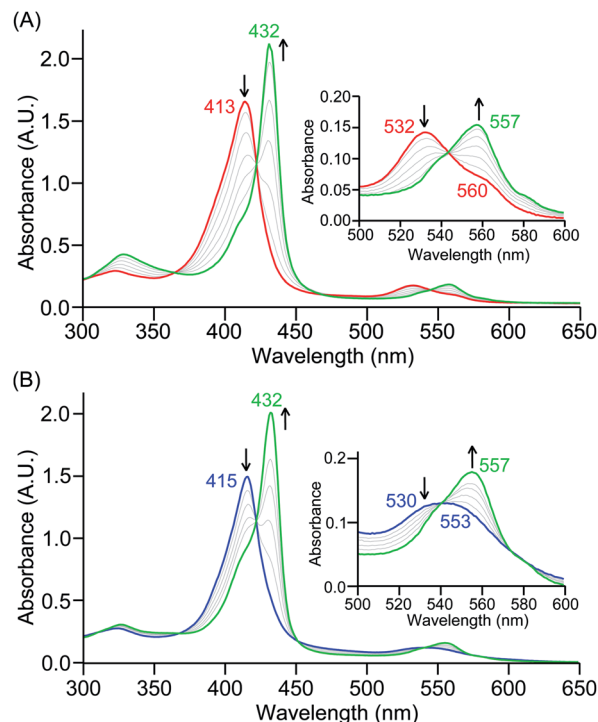 (A)
432
2.0
413
1.5
1.0
0.5
0.0
Absorbance (A.U.)
300 350 400 450 500 550 600 650
Wavelength (nm)
0.20
532
557
0.15
0.10
0.05
560
0.00
Absorbance
500 520 540 560 580 600
Wavelength (nm)
(B)
432
2.0
415
1.5
1.0
0.5
0.0
Absorbance (A.U.)
300 350 400 450 500 550 600 650
Wavelength (nm)
0.2
557
530
553
0.1
0.0
Absorbance
500 520 540 560 580 600
Wavelength (nm)